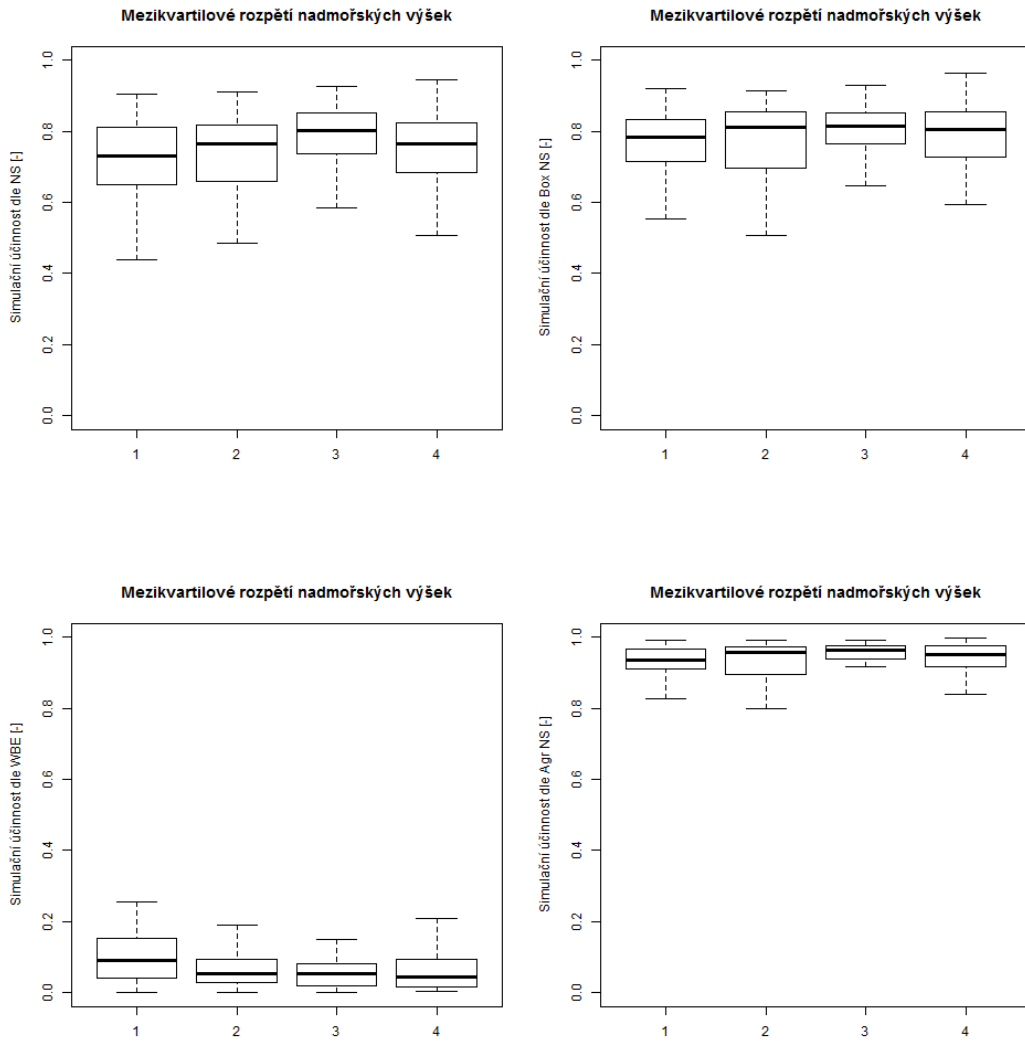 Mezikvartilové rozpětí nadmořských výšek
Simulační účinnost dle NS [-]
1.0
0.8
0.6
0.4
0.2
0.0
1 2 3 4
Mezikvartilové rozpětí nadmořských výšek
Simulační účinnost dle Box NS [-]
1.0
0.8
0.6
0.4
0.2
0.0
1 2 3 4
Mezikvartilové rozpětí nadmořských výšek
Simulační účinnost dle WBE [-]
1.0
0.8
0.6
0.4
0.2
0.0
1 2 3 4
Mezikvartilové rozpětí nadmořských výšek
Simulační účinnost dle Agr NS [-]
1.0
0.8
0.6
0.4
0.2
0.0
1 2 3 4